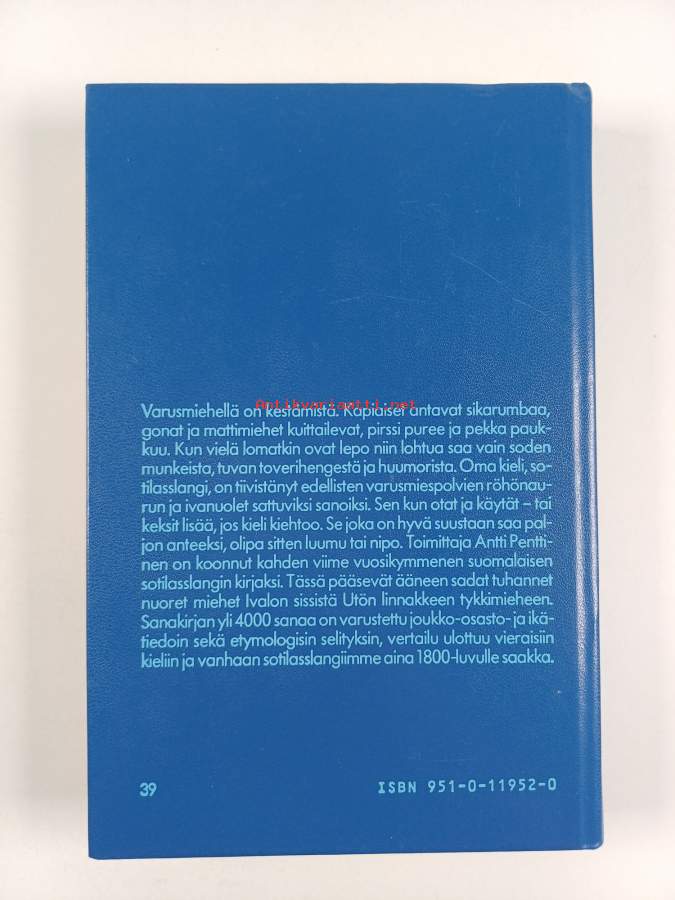 Antikvariaatti.net
Varusmiehellä on kestämistä. Kapiaiset antavat sikarumbaa,
gonat ja mattimiehet kuittailevat, pirssi puree ja pekka pauk-
kuu. Kun vielä lomatkin ovat lepo niin lohtua saa vain soden
munkeista, tuvan toverihengestä ja huumorista. Oma kieli, so-
tilasslangi, on tiivistänyt edellisten varusmiespolvien röhönau-
run ja ivanuolet sattuviksi sanoiksi. Sen kun otat ja käytät – tai
keksit lisää, jos kieli kiehtoo. Se joka on hyvä suustaan saa pal-
jon anteeksi, olipa sitten luumu tai nipo. Toimittaja Antti Pentti-
nen on koonnut kahden viime vuosikymmenen suomalaisen
sotilasslangin kirjaksi. Tässä pääsevät ääneen sadat tuhannet
nuoret miehet Ivalon sissistä Utön linnakkeen tykkimieheen.
Sanakirjan yli 4000 sanaa on varustettu joukko-osasto- ja ikä-
tiedoin sekä etymologisin selityksin, vertailu ulottuu vieraisiin
kieliin ja vanhaan sotilasslangiimme aina 1800-luvulle saakka.
39
ISBN 951-0-11952-0